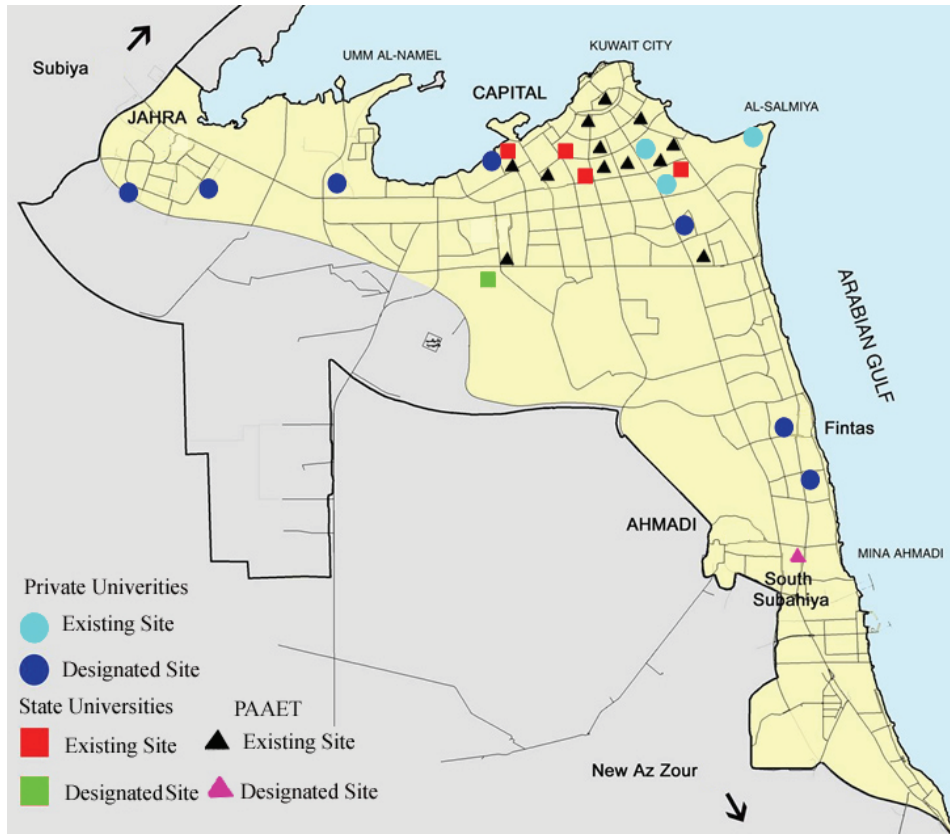 KUWAIT CITY
UMM AL-NAMEL
Subiya
CAPITAL
AL-SALMIYA
JAHRA
ARABIAN GULF
Fintas
AHMADI
MINA AHMADI
South
Subahiya
Private Univerities
Existing Site
Designated Site
State Universities
PAAET
Existing Site
Existing Site
Designated Site
Designated Site
New Az Zour